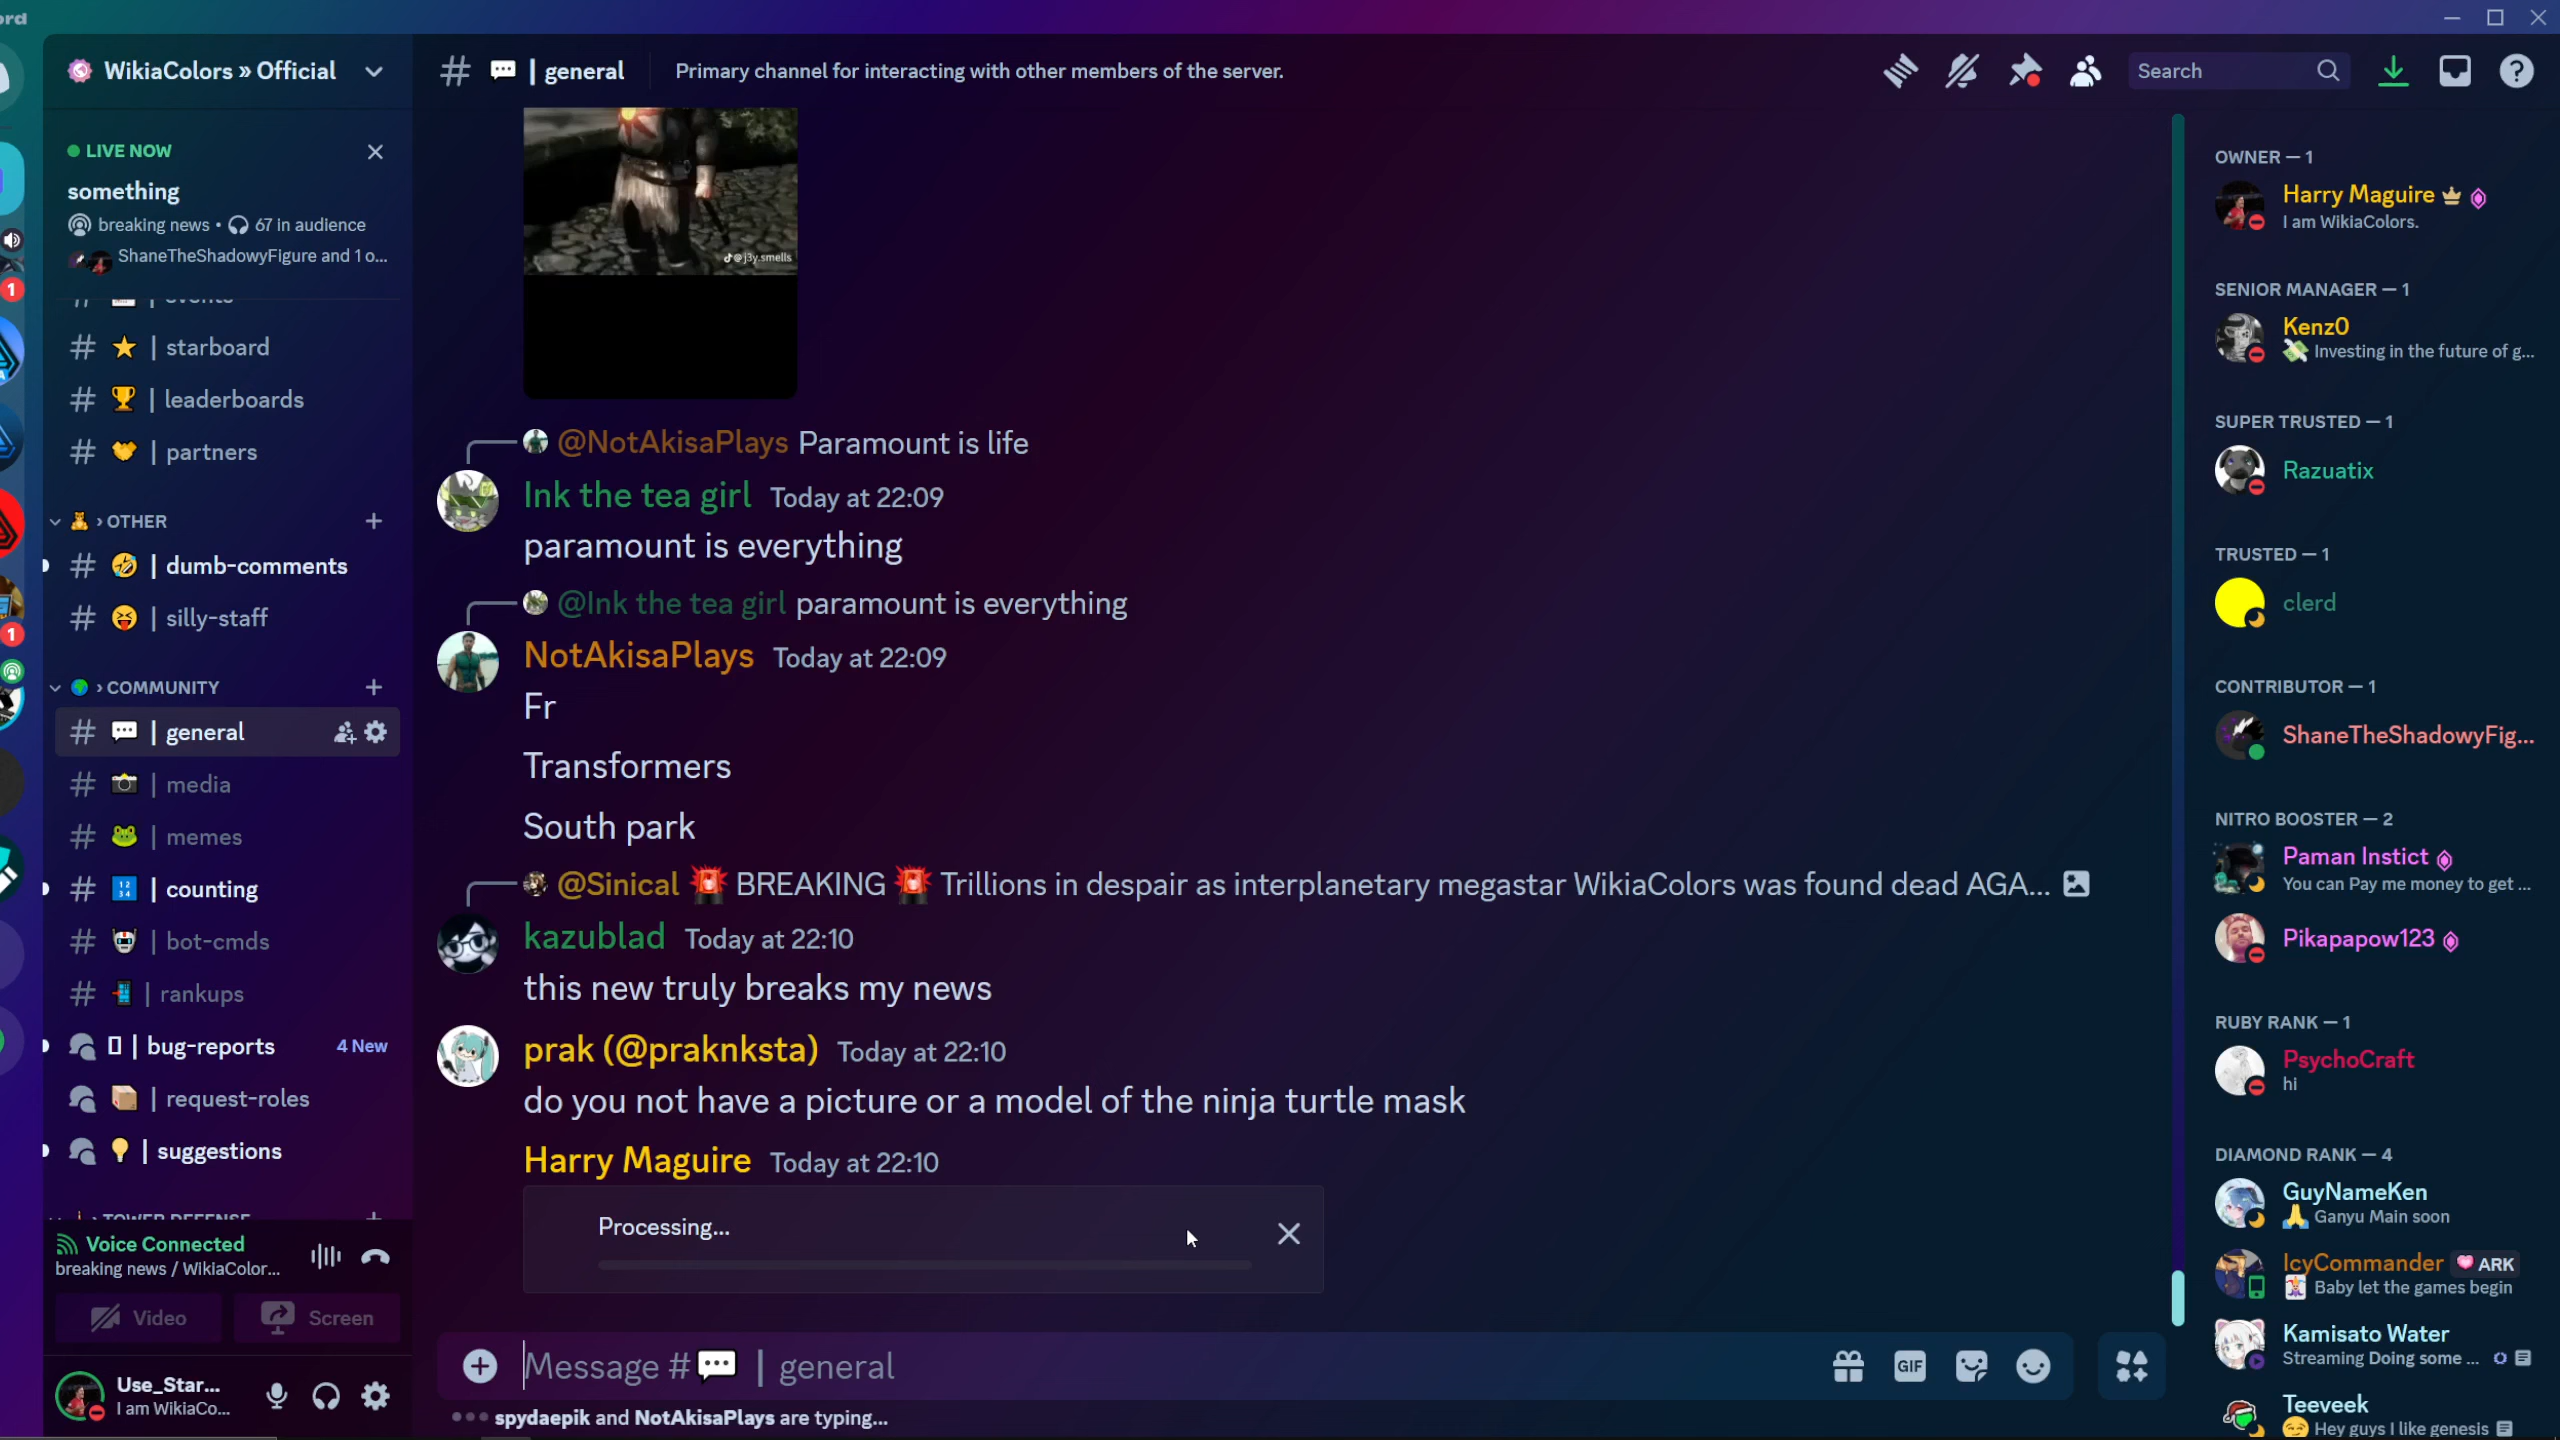 ord
WikiaColors » Official
LIVE NOW
something
breaking news • 67 in audience
ShaneTheShadowyFigure and 1 o...
events
# | starboard
# | leaderboards
# | partners
› OTHER
# | dumb-comments
# | silly-staff
› COMMUNITY
# | general
# | media
# | memes
# | counting
# | bot-cmds
# | rankups
| bug-reports 4 New
| request-roles
| suggestions
› TOWER DEFENSE
Voice Connected
breaking news / WikiaColor...
Video Screen
Use_Star...
I am WikiaCo...
1
1
# | general Primary channel for interacting with other members of the server.
Search
@j3y.smells
@NotAkisaPlays Paramount is life
Ink the tea girl Today at 22:09
paramount is everything
@Ink the tea girl paramount is everything
NotAkisaPlays Today at 22:09
Fr
Transformers
South park
@Sinical 🚨 BREAKING 🚨 Trillions in despair as interplanetary megastar WikiaColors was found dead AGA...
kazublad Today at 22:10
this new truly breaks my news
prak (@praknksta) Today at 22:10
do you not have a picture or a model of the ninja turtle mask
Harry Maguire Today at 22:10
Processing...
Message # | general
GIF
spydaepik and NotAkisaPlays are typing...
OWNER — 1
Harry Maguire
I am WikiaColors.
SENIOR MANAGER — 1
Kenz0
Investing in the future of g...
SUPER TRUSTED — 1
Razuatix
TRUSTED — 1
clerd
CONTRIBUTOR — 1
ShaneTheShadowyFig...
NITRO BOOSTER — 2
Paman Instict
You can Pay me money to get ...
Pikapapow123
RUBY RANK — 1
PsychoCraft
hi
DIAMOND RANK — 4
GuyNameKen
Ganyu Main soon
IcyCommander ARK
Baby let the games begin
Kamisato Water
Streaming Doing some ...
Teeveek
Hey guys I like genesis